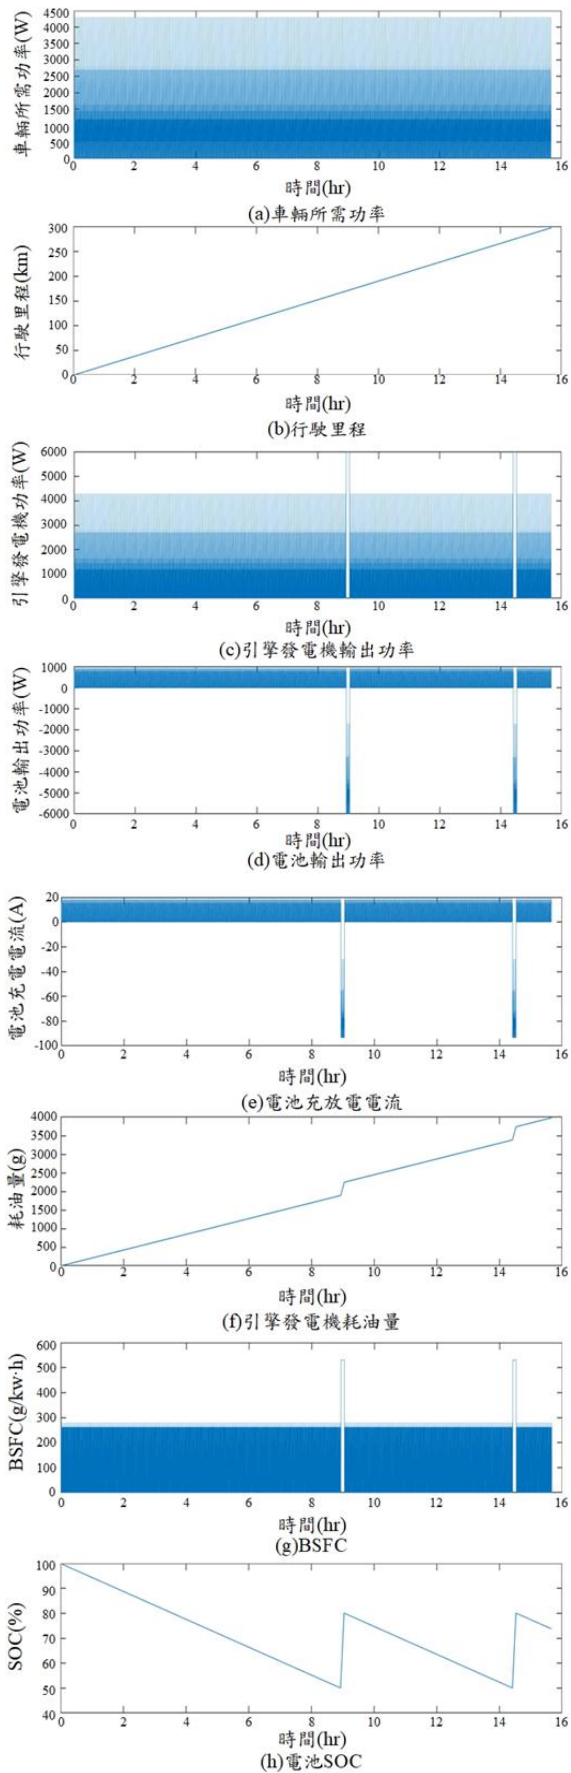 車輛所需功率(W)
4500
4000
3500
3000
2500
2000
1500
1000
500
0
0 2 4 6 8 10 12 14 16
時間(hr)
(a)車輛所需功率
行駛里程(km)
300
250
200
150
100
50
0
0 2 4 6 8 10 12 14 16
時間(hr)
(b)行駛里程
引擎發電機功率(W)
6000
5000
4000
3000
2000
1000
0
0 2 4 6 8 10 12 14 16
時間(hr)
(c)引擎發電機輸出功率
電池輸出功率(W)
1000
0
-1000
-2000
-3000
-4000
-5000
-6000
0 2 4 6 8 10 12 14 16
時間(hr)
(d)電池輸出功率
電池充電電流(A)
20
0
-20
-40
-60
-80
-100
0 2 4 6 8 10 12 14 16
時間(hr)
(e)電池充放電電流
耗油量(g)
4000
3500
3000
2500
2000
1500
1000
500
0
0 2 4 6 8 10 12 14 16
時間(hr)
(f)引擎發電機耗油量
BSFC(g/kw·h)
600
500
400
300
200
100
0
0 2 4 6 8 10 12 14 16
時間(hr)
(g)BSFC
SOC(%)
100
90
80
70
60
50
40
0 2 4 6 8 10 12 14 16
時間(hr)
(h)電池SOC